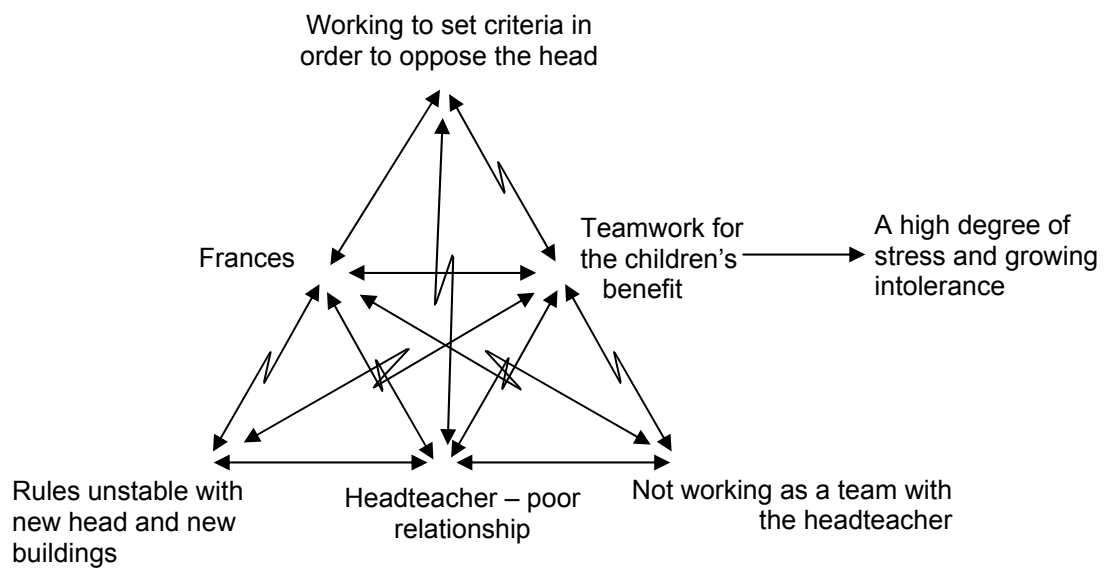 Working to set criteria in
order to oppose the head
Frances
Teamwork for
the children’s
benefit
A high degree of
stress and growing
intolerance
Rules unstable with
new head and new
buildings
Headteacher – poor
relationship
Not working as a team with
the headteacher